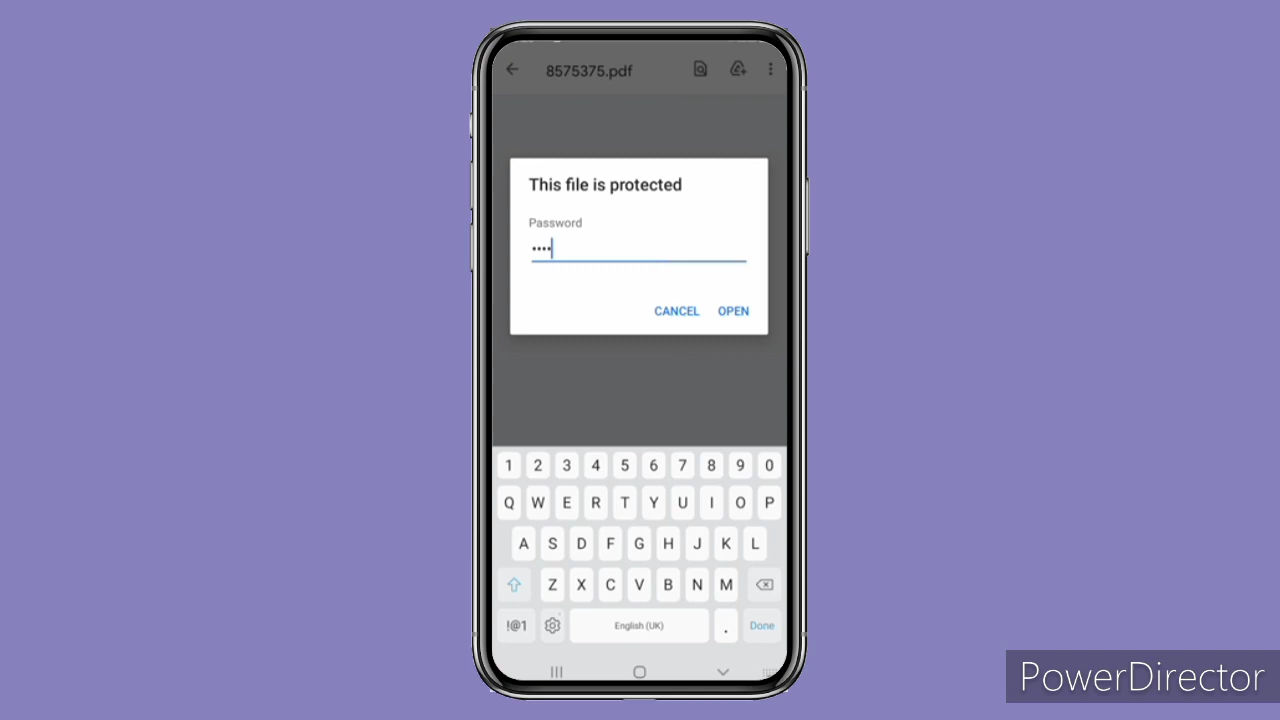 8575375.pdf
This file is protected
Password
••••
CANCEL OPEN
1 2 3 4 5 6 7 8 9 0
Q W E R T Y U I O P
A S D F G H J K L
Z X C V B N M
!@1 English (UK) . Done
PowerDirector